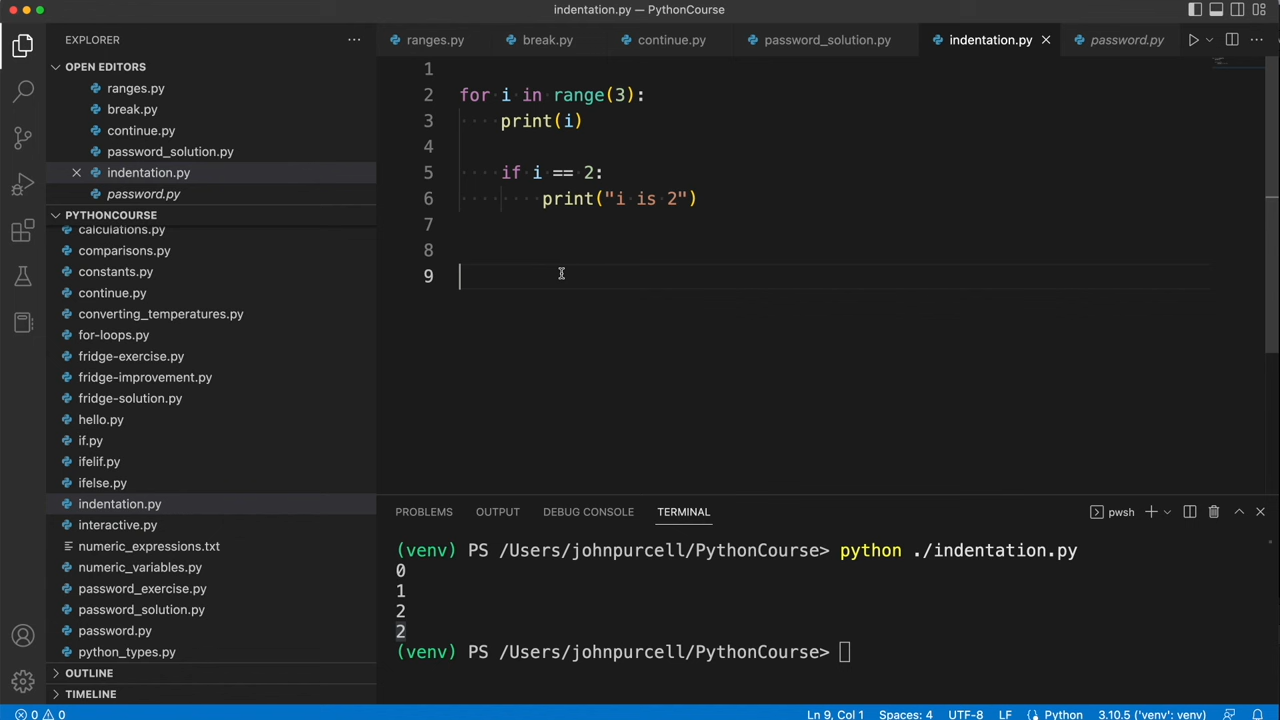 indentation.py — PythonCourse
EXPLORER
ranges.py
break.py
continue.py
password_solution.py
indentation.py
password.py
OPEN EDITORS
ranges.py
break.py
continue.py
password_solution.py
indentation.py
password.py
PYTHONCOURSE
calculations.py
comparisons.py
constants.py
continue.py
converting_temperatures.py
for-loops.py
fridge-exercise.py
fridge-improvement.py
fridge-solution.py
hello.py
if.py
ifelif.py
ifelse.py
indentation.py
interactive.py
numeric_expressions.txt
numeric_variables.py
password_exercise.py
password_solution.py
password.py
python_types.py
OUTLINE
TIMELINE
1
2 for i in range(3):
3 print(i)
4
5 if i == 2:
6 print("i is 2")
7
8
9
PROBLEMS OUTPUT DEBUG CONSOLE TERMINAL pwsh
(venv) PS /Users/johnpurcell/PythonCourse> python ./indentation.py
0
1
2
2
(venv) PS /Users/johnpurcell/PythonCourse>
0 0 Ln 9, Col 1 Spaces: 4 UTF-8 LF Python 3.10.5 ('venv': venv)